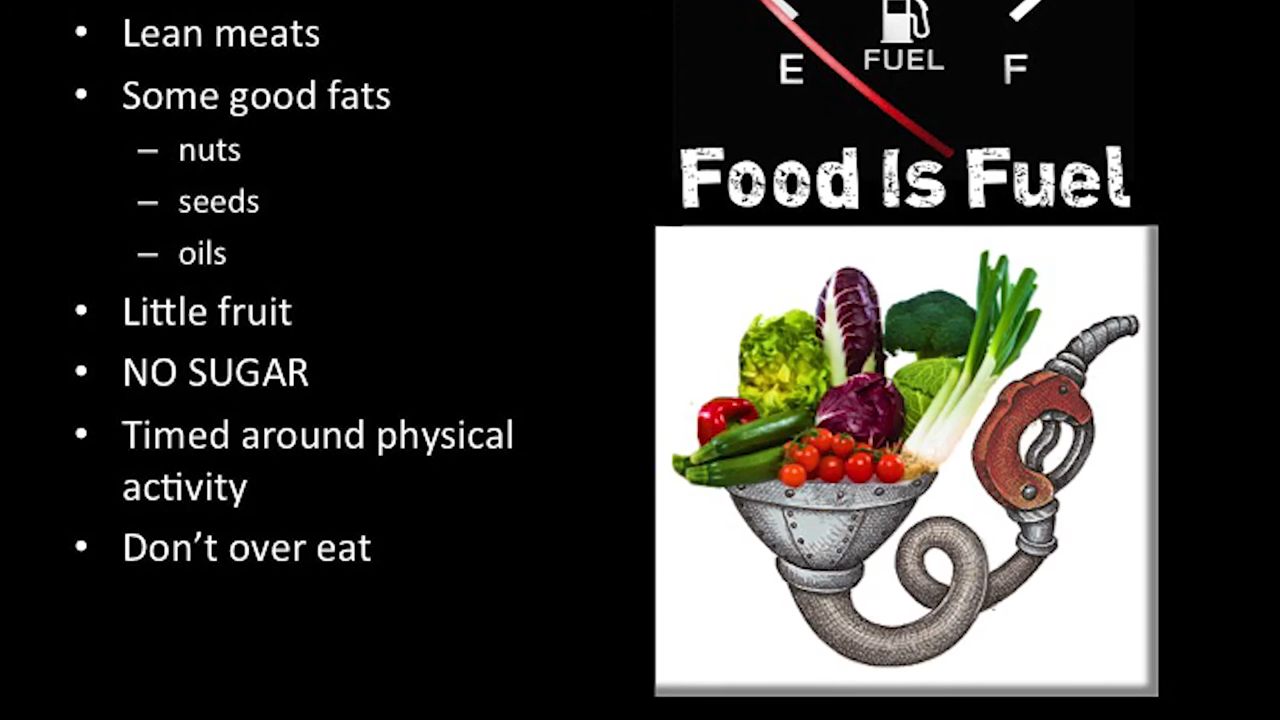 • Lean meats
• Some good fats
– nuts
– seeds
– oils
• Little fruit
• NO SUGAR
• Timed around physical
activity
• Don't over eat
E FUEL F
Food Is Fuel